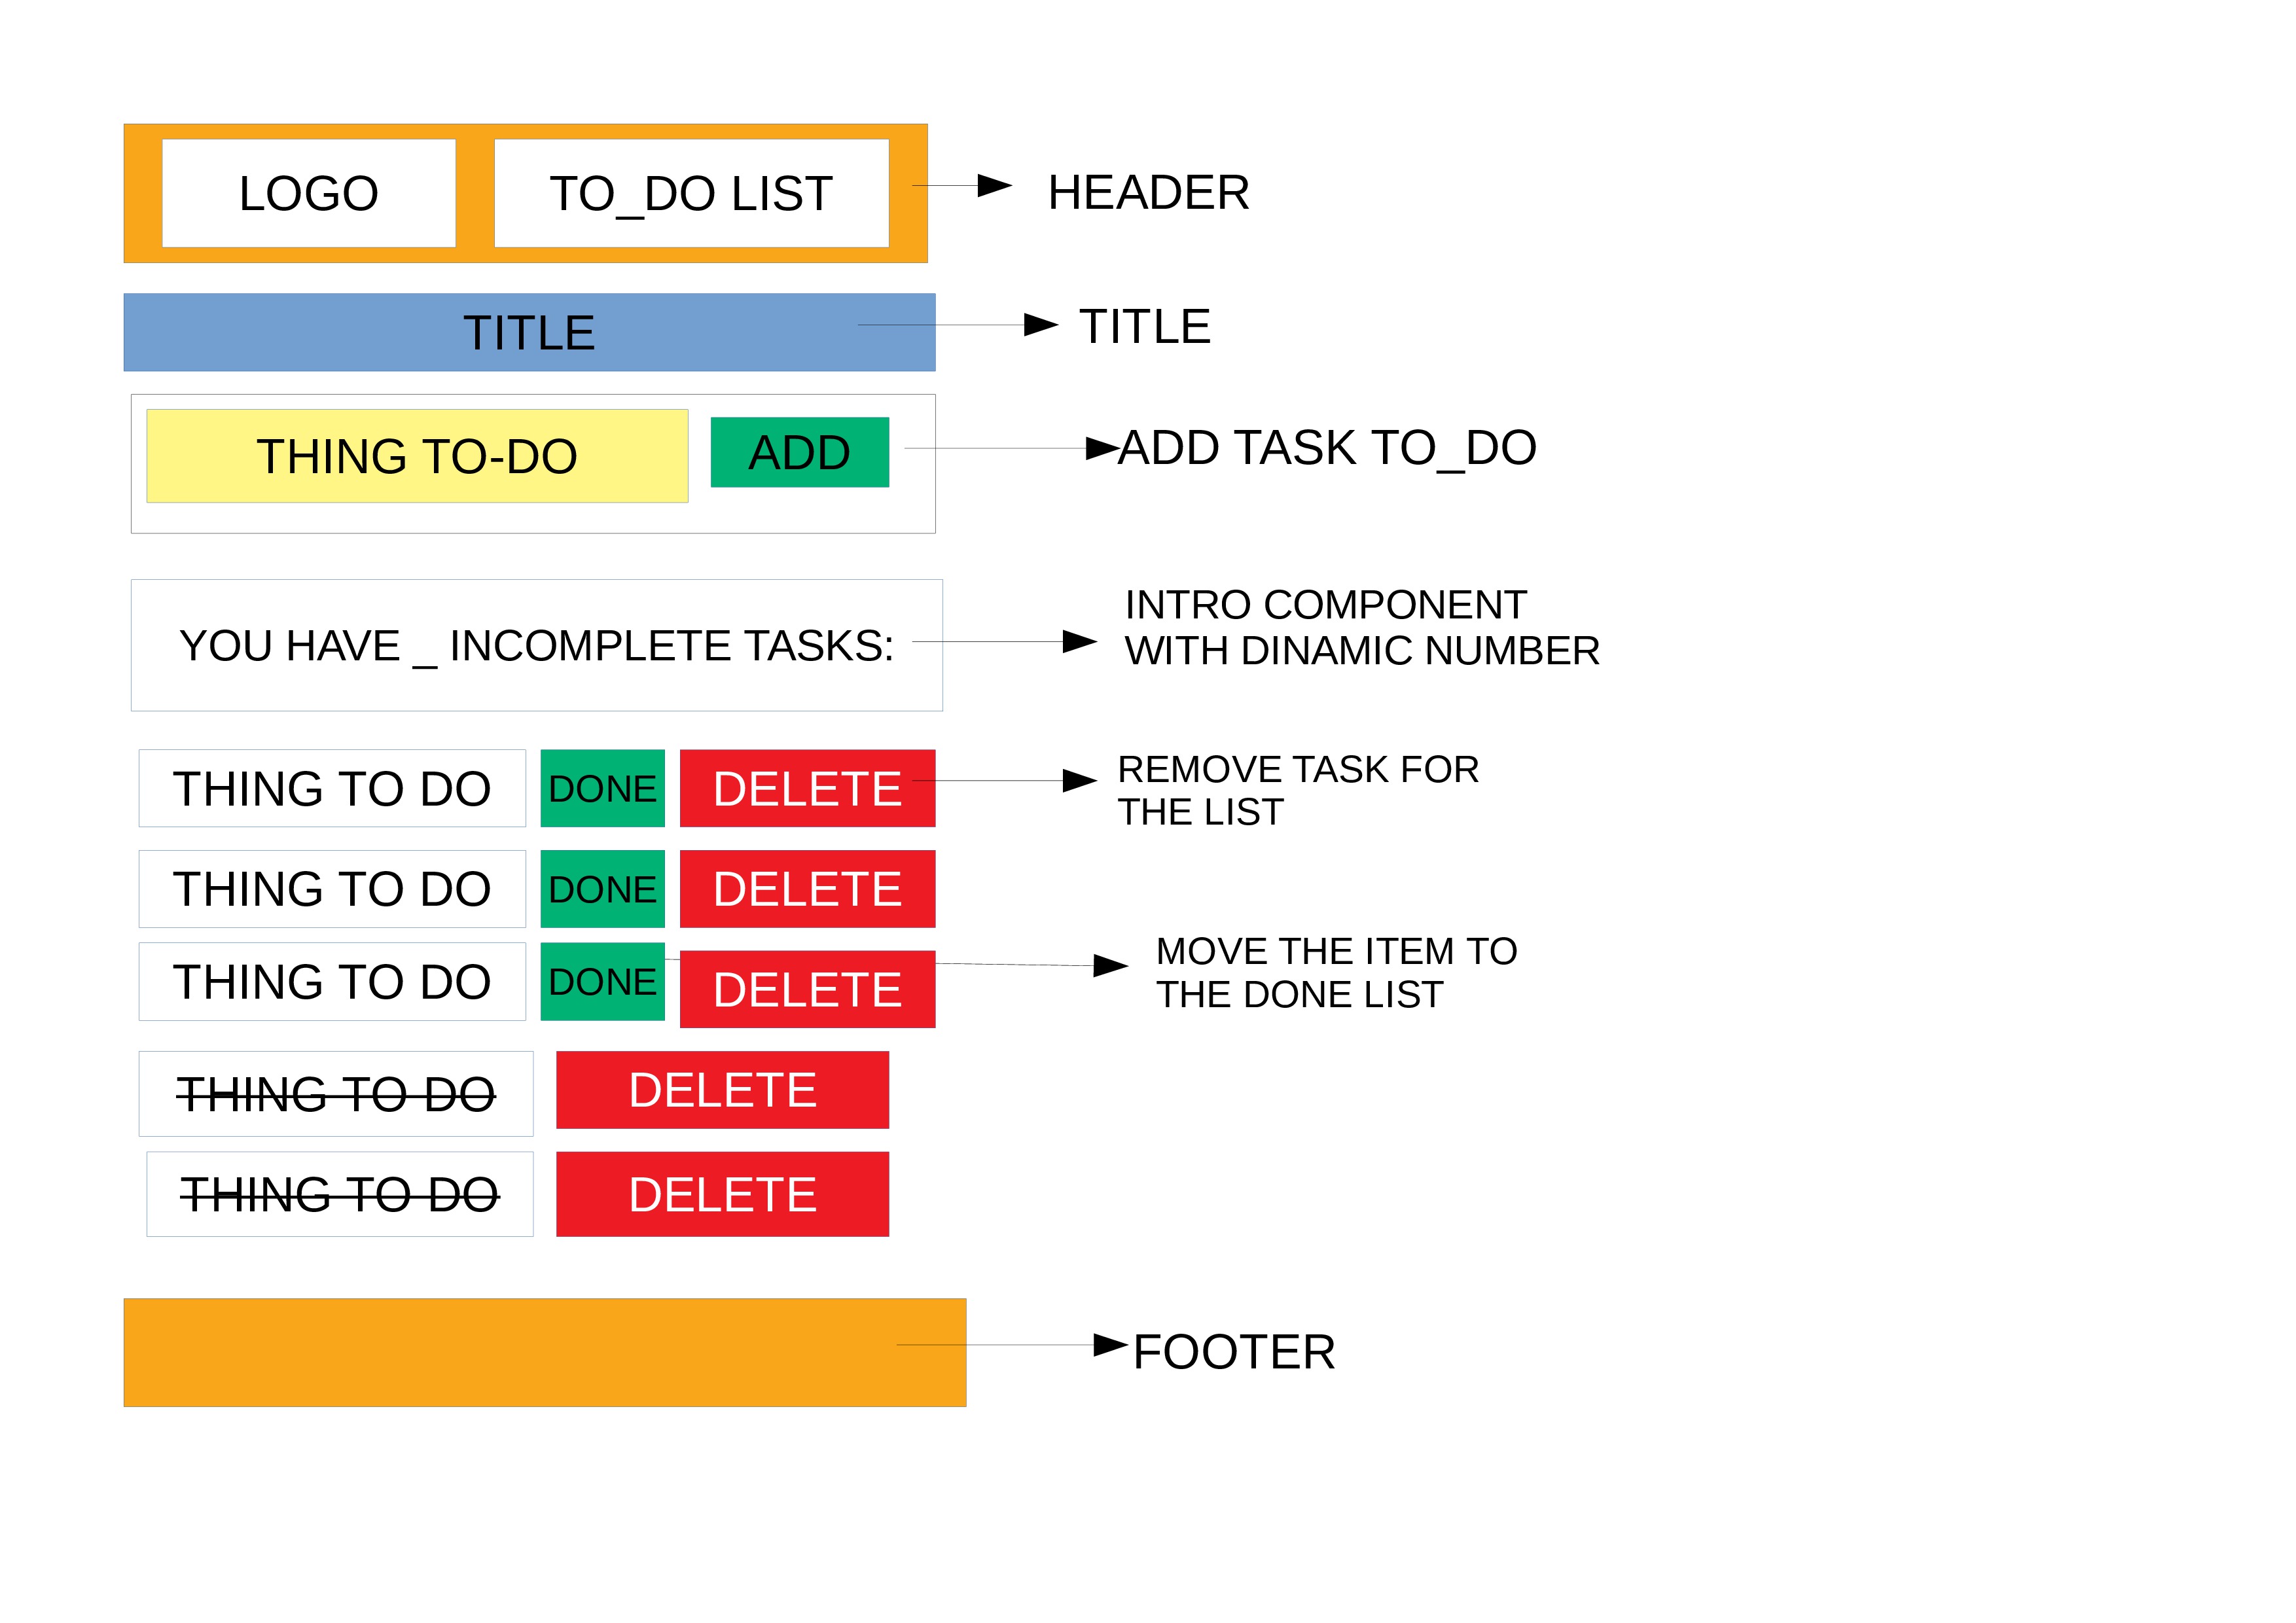 LOGO
TO_DO LIST
HEADER
TITLE
TITLE
THING TO-DO
ADD
ADD TASK TO_DO
YOU HAVE _ INCOMPLETE TASKS:
INTRO COMPONENT
WITH DINAMIC NUMBER
THING TO DO
DONE
DELETE
REMOVE TASK FOR
THE LIST
THING TO DO
DONE
DELETE
THING TO DO
DONE
DELETE
MOVE THE ITEM TO
THE DONE LIST
THING TO DO
DELETE
THING TO DO
DELETE
FOOTER